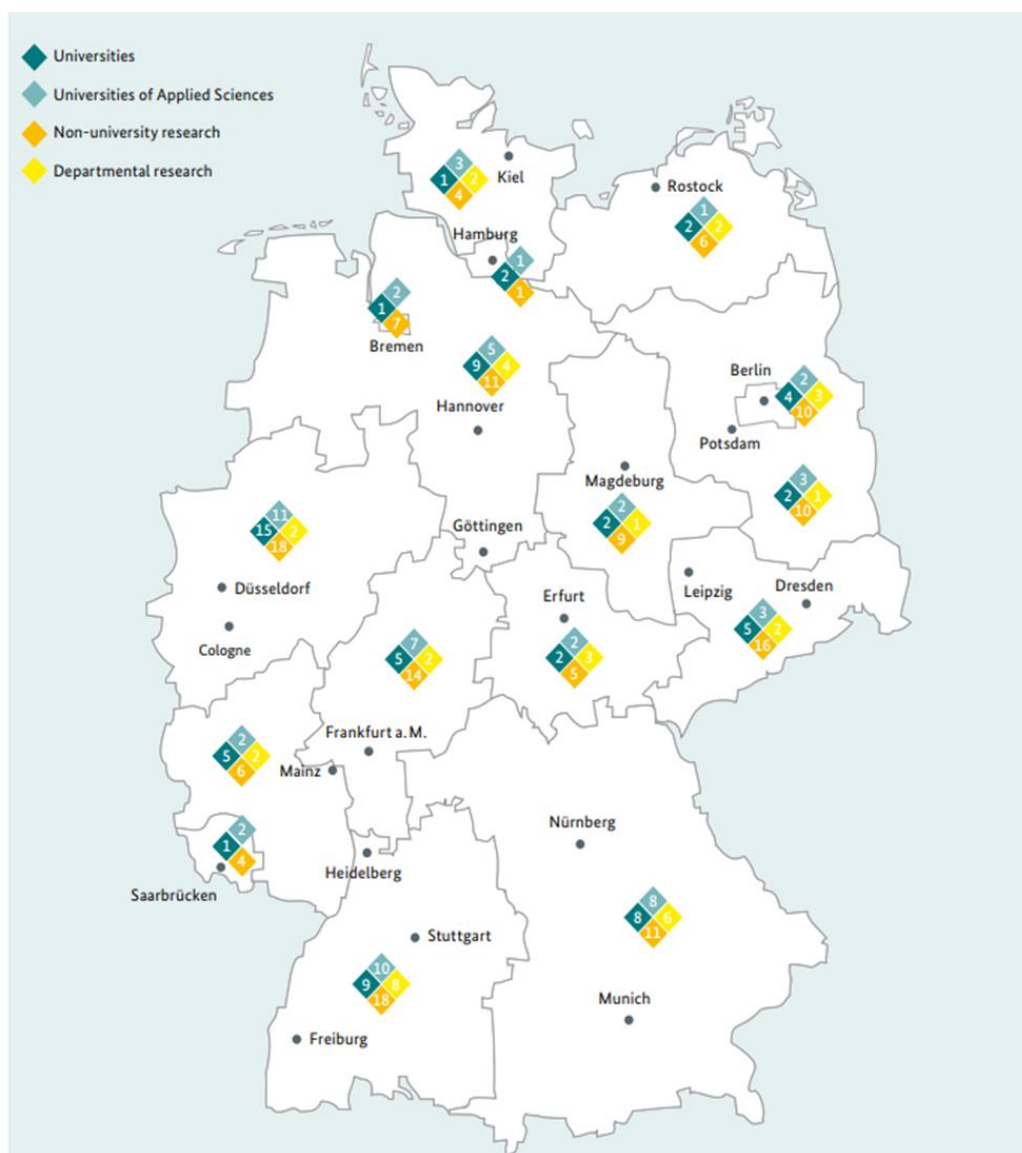 Universities
Universities of Applied Sciences
Non-university research
Departmental research
3
1 2
4
Kiel
Rostock
1
2 2
6
Hamburg
1
2
1
2
1
7
Bremen
5
9 4
11
Hannover
Berlin
2
4 3
10
Potsdam
3
2 1
10
Magdeburg
2
2 1
9
11
15 2
18
Göttingen
Düsseldorf
Cologne
Leipzig
Dresden
3
5 2
16
Erfurt
2
2 3
5
7
5 2
14
Frankfurt a. M.
2
5 2
6
Mainz
2
1
4
Saarbrücken
Heidelberg
Nürnberg
8
8 6
11
Stuttgart
10
9 8
18
Munich
Freiburg